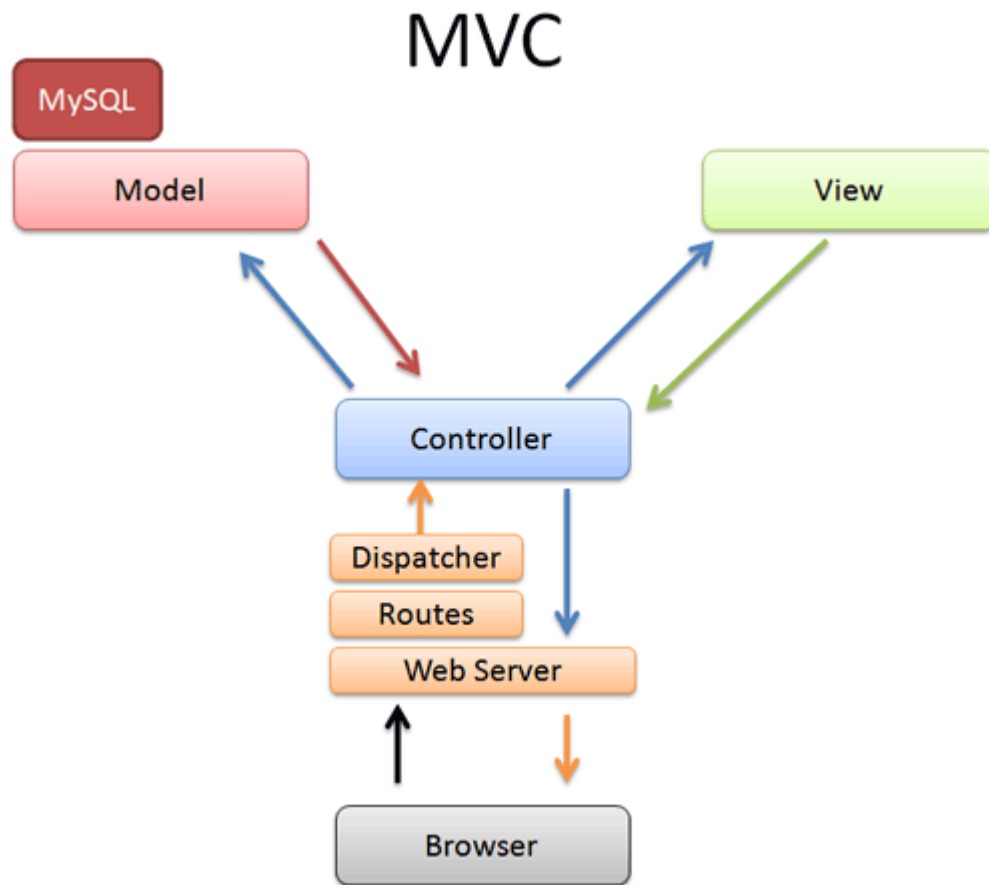 MVC
MySQL
Model
View
Controller
Dispatcher
Routes
Web Server
Browser